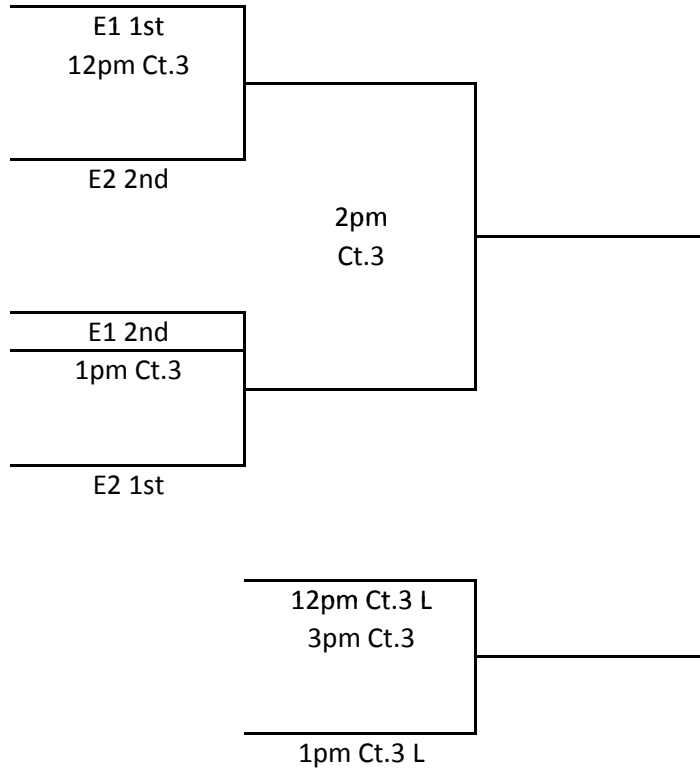 E1 1st
12pm Ct.3
E2 2nd
2pm
Ct.3
E1 2nd
1pm Ct.3
E2 1st
12pm Ct.3 L
3pm Ct.3
1pm Ct.3 L